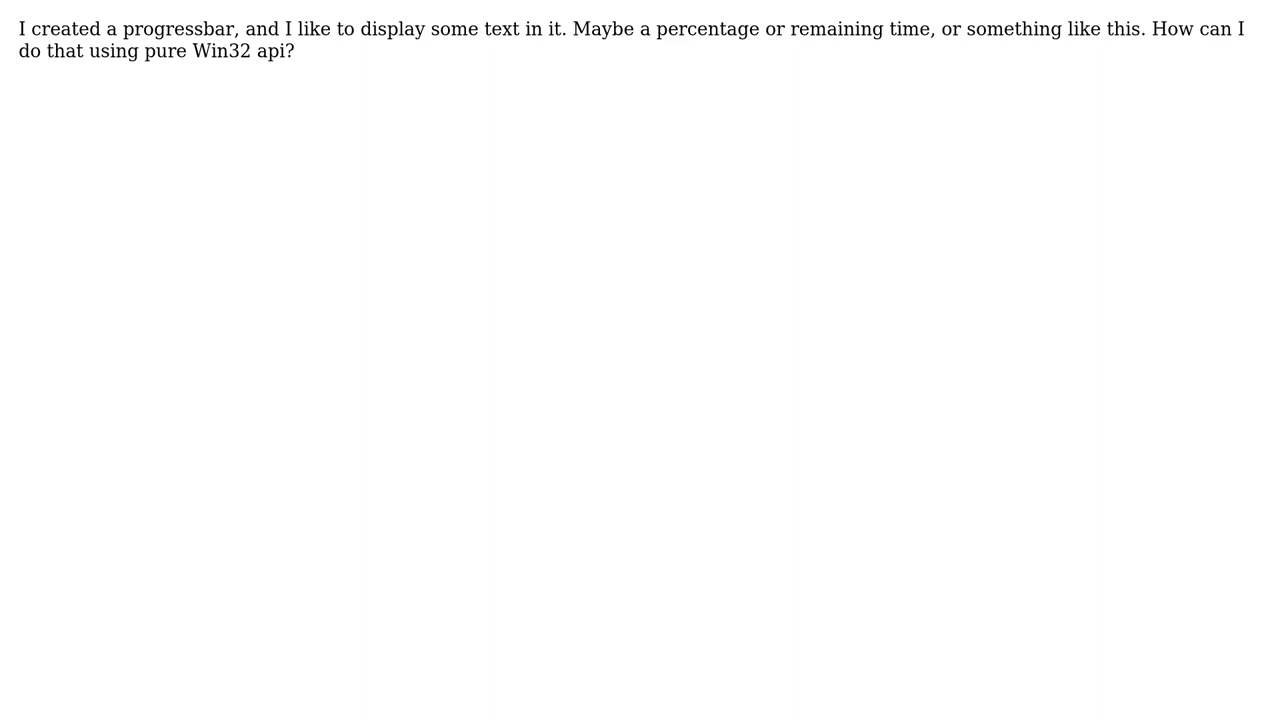 I created a progressbar, and I like to display some text in it. Maybe a percentage or remaining time, or something like this. How can I
do that using pure Win32 api?